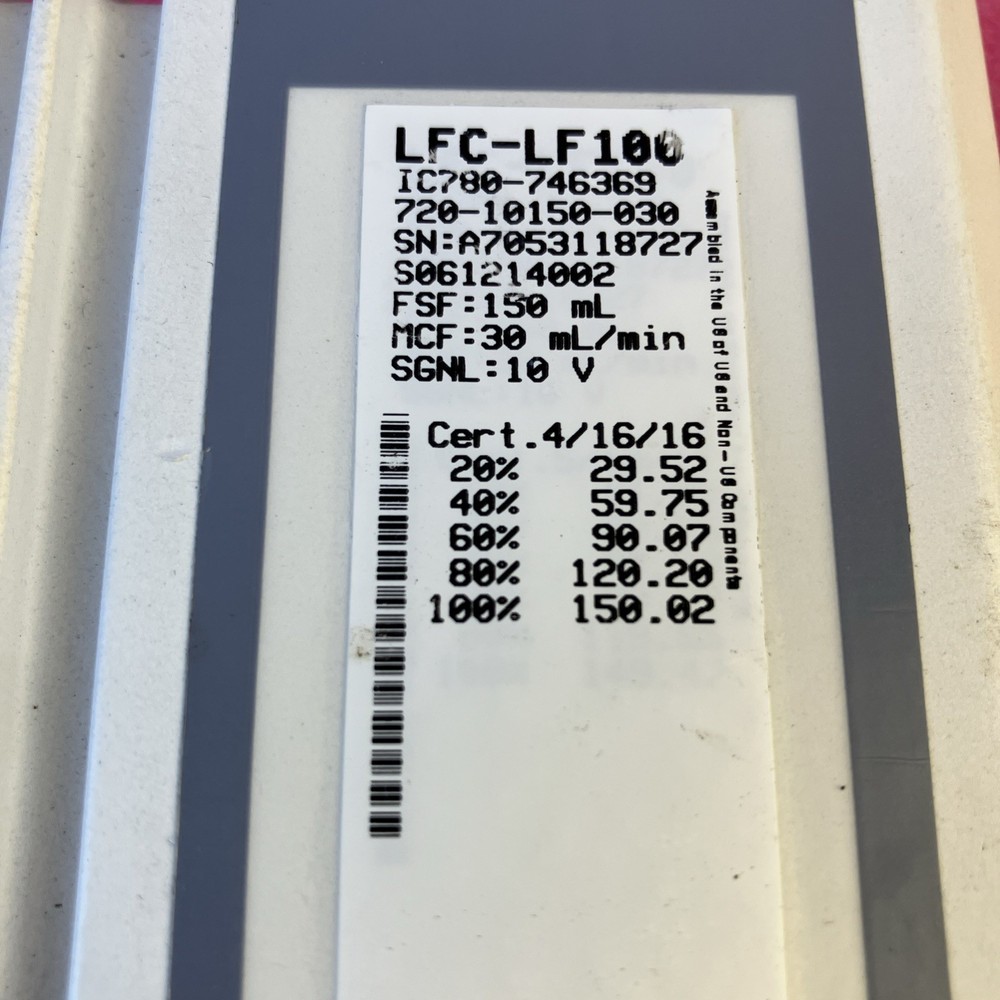 LFC-LF100
IC780-746369
720-10150-030
SN:A7053118727
S061214002
FSF:150 mL
MCF:30 mL/min
SGNL:10 V
Cert.4/16/16
20% 29.52
40% 59.75
60% 90.07
80% 120.20
100% 150.02
Assembled in the US of US and Non-US Components